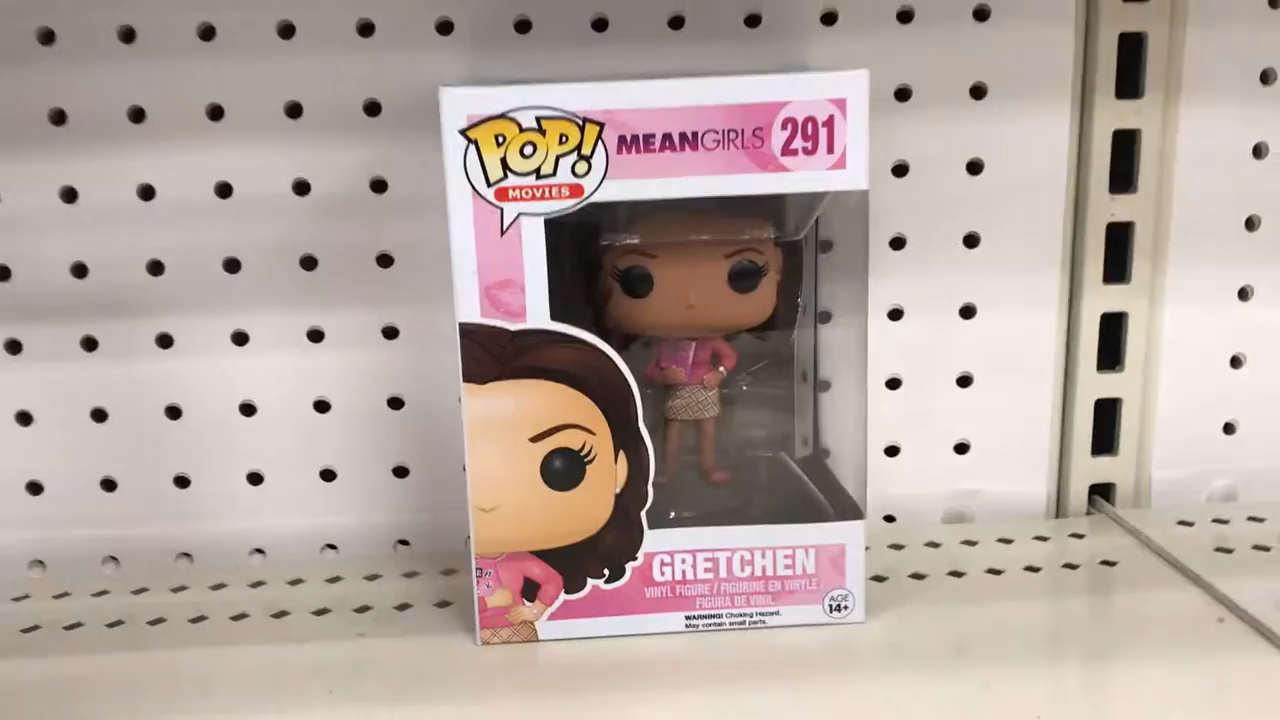 POP!
MOVIES
MEANGIRLS 291
GRETCHEN
VINYL FIGURE / FIGURINE EN VINYLE
FIGURA DE VINIL
WARNING! Choking Hazard.
May contain small parts.
AGE
14+